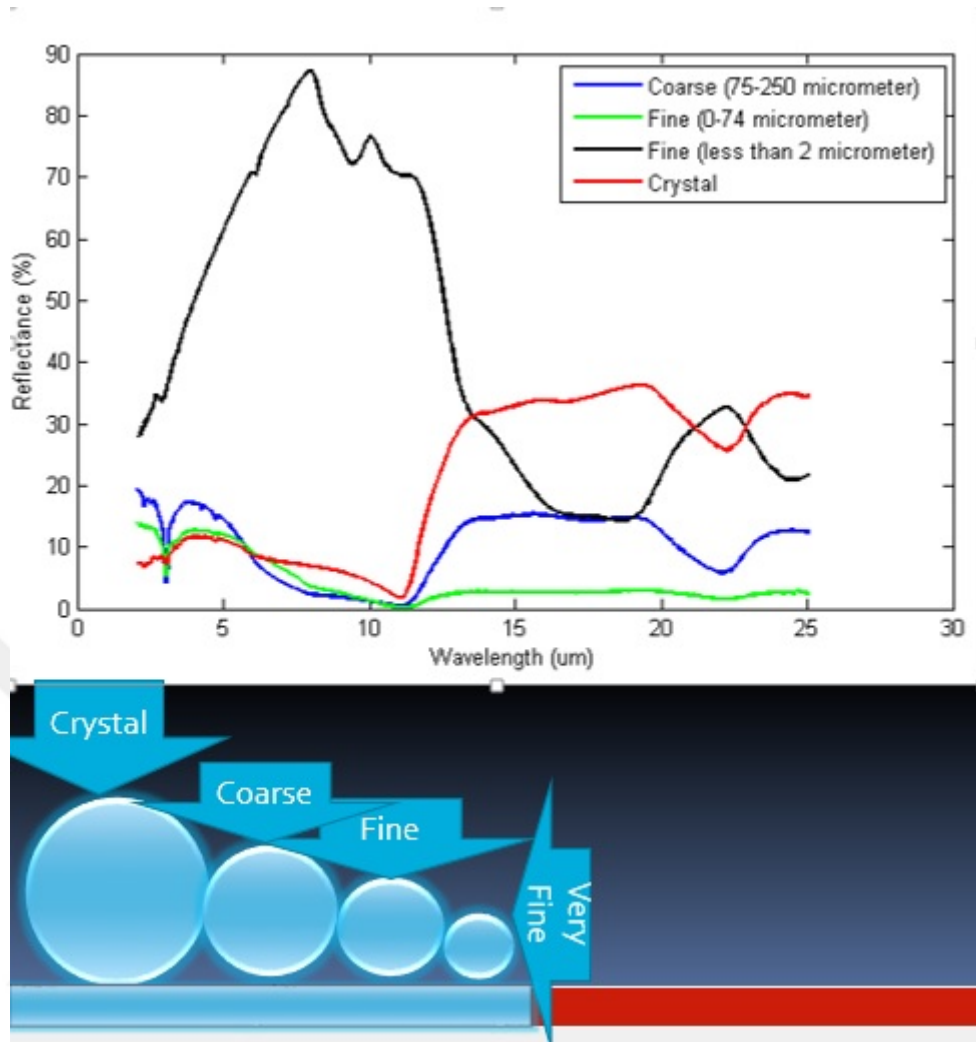 90
80
70
60
50
40
30
20
10
0
Reflectance (%)
0 5 10 15 20 25 30
Wavelength (um)
Coarse (75-250 micrometer)
Fine (0-74 micrometer)
Fine (less than 2 micrometer)
Crystal
Crystal
Coarse
Fine
Very
Fine